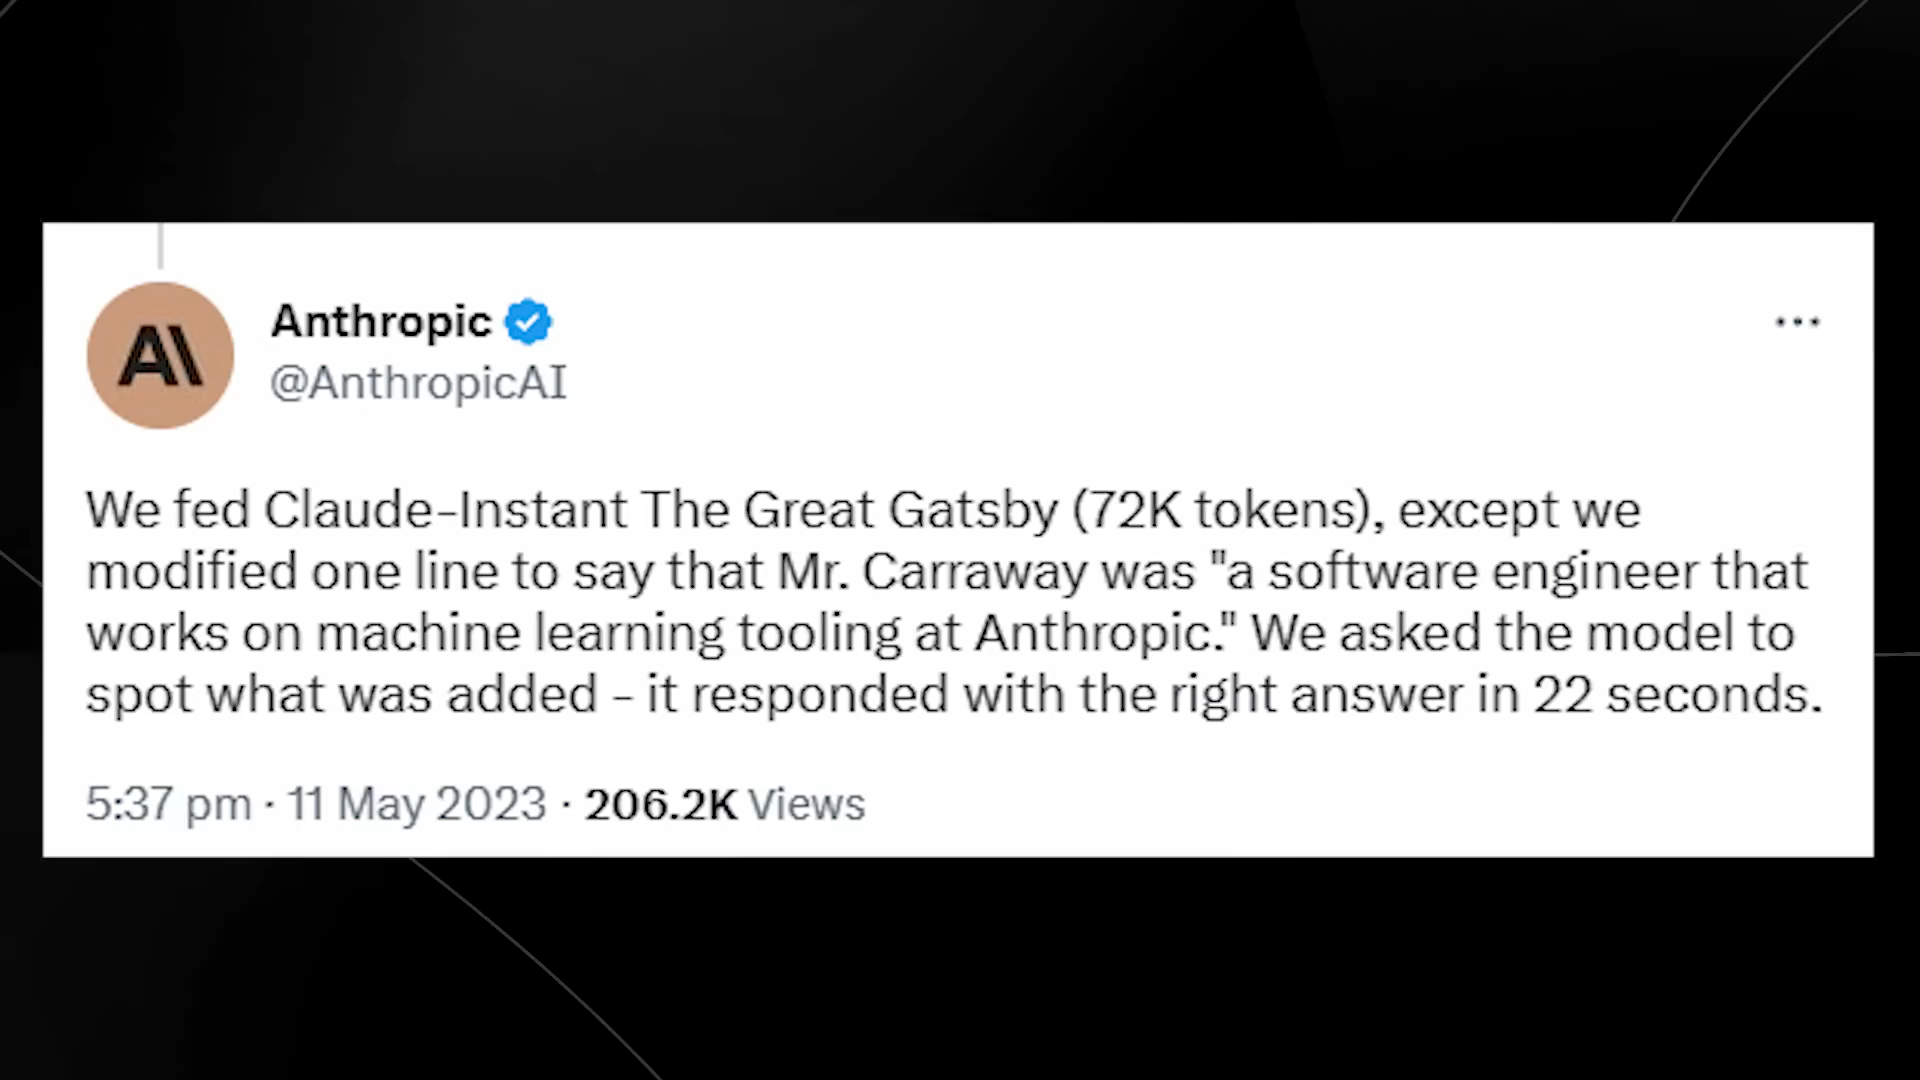 Anthropic
@AnthropicAI
We fed Claude-Instant The Great Gatsby (72K tokens), except we
modified one line to say that Mr. Carraway was "a software engineer that
works on machine learning tooling at Anthropic." We asked the model to
spot what was added - it responded with the right answer in 22 seconds.
5:37 pm · 11 May 2023 · 206.2K Views